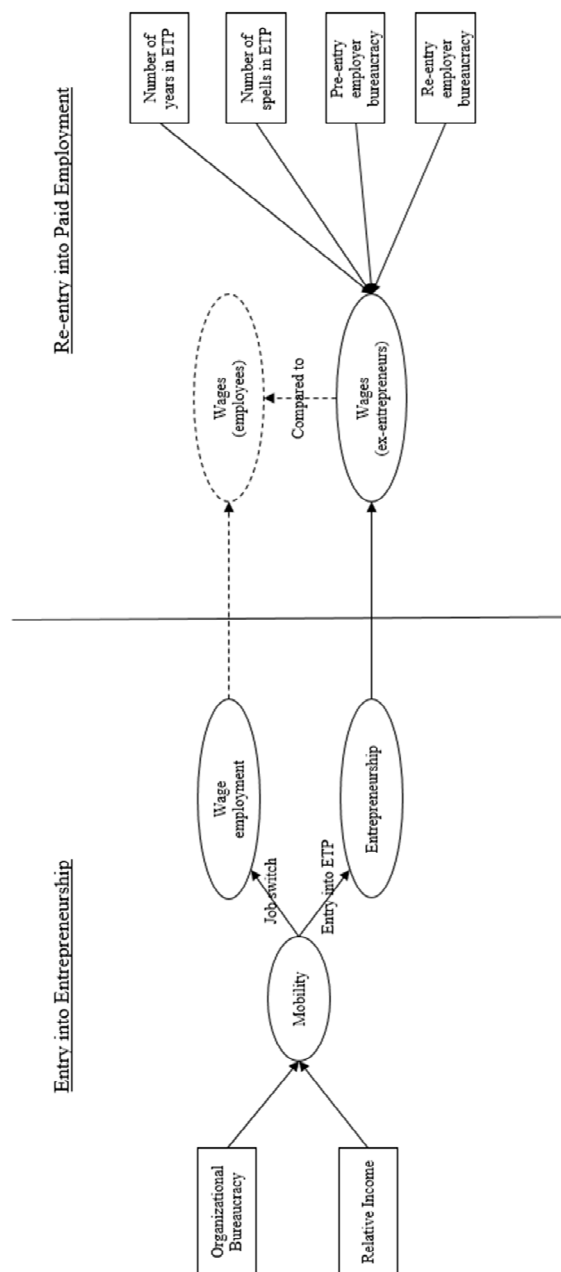 Entry into Entrepreneurship
Re-entry into Paid Employment
Organizational
Bureaucracy
Relative Income
Mobility
Job switch
Entry into ETP
Wage
employment
Entrepreneurship
Wages
(employees)
Compared to
Wages
(ex-entrepreneurs)
Number of
years in ETP
Number of
spells in ETP
Pre-entry
employer
bureaucracy
Re-entry
employer
bureaucracy